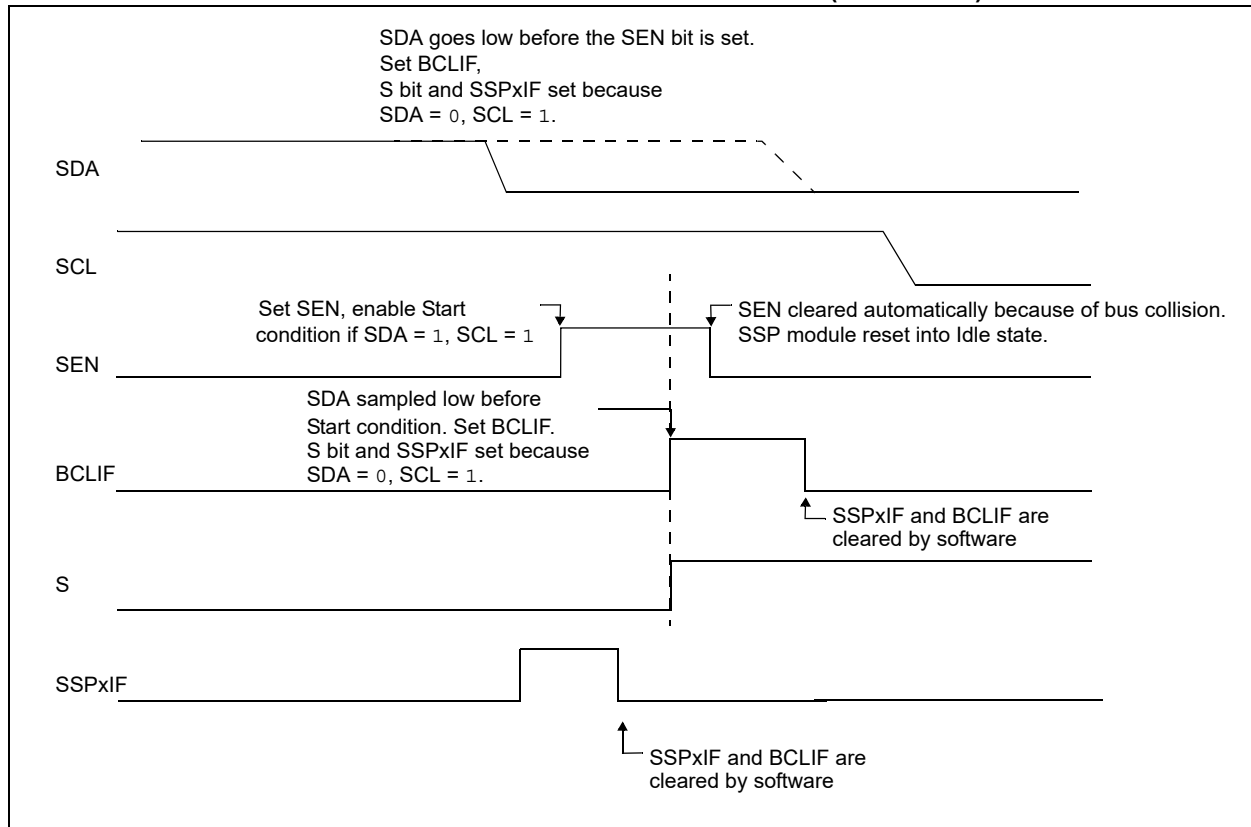 SDA goes low before the SEN bit is set.
Set BCLIF,
S bit and SSPxIF set because
SDA = 0, SCL = 1.
SDA
SCL
Set SEN, enable Start
condition if SDA = 1, SCL = 1
SEN cleared automatically because of bus collision.
SSP module reset into Idle state.
SEN
SDA sampled low before
Start condition. Set BCLIF.
S bit and SSPxIF set because
SDA = 0, SCL = 1.
BCLIF
SSPxIF and BCLIF are
cleared by software
S
SSPxIF
SSPxIF and BCLIF are
cleared by software